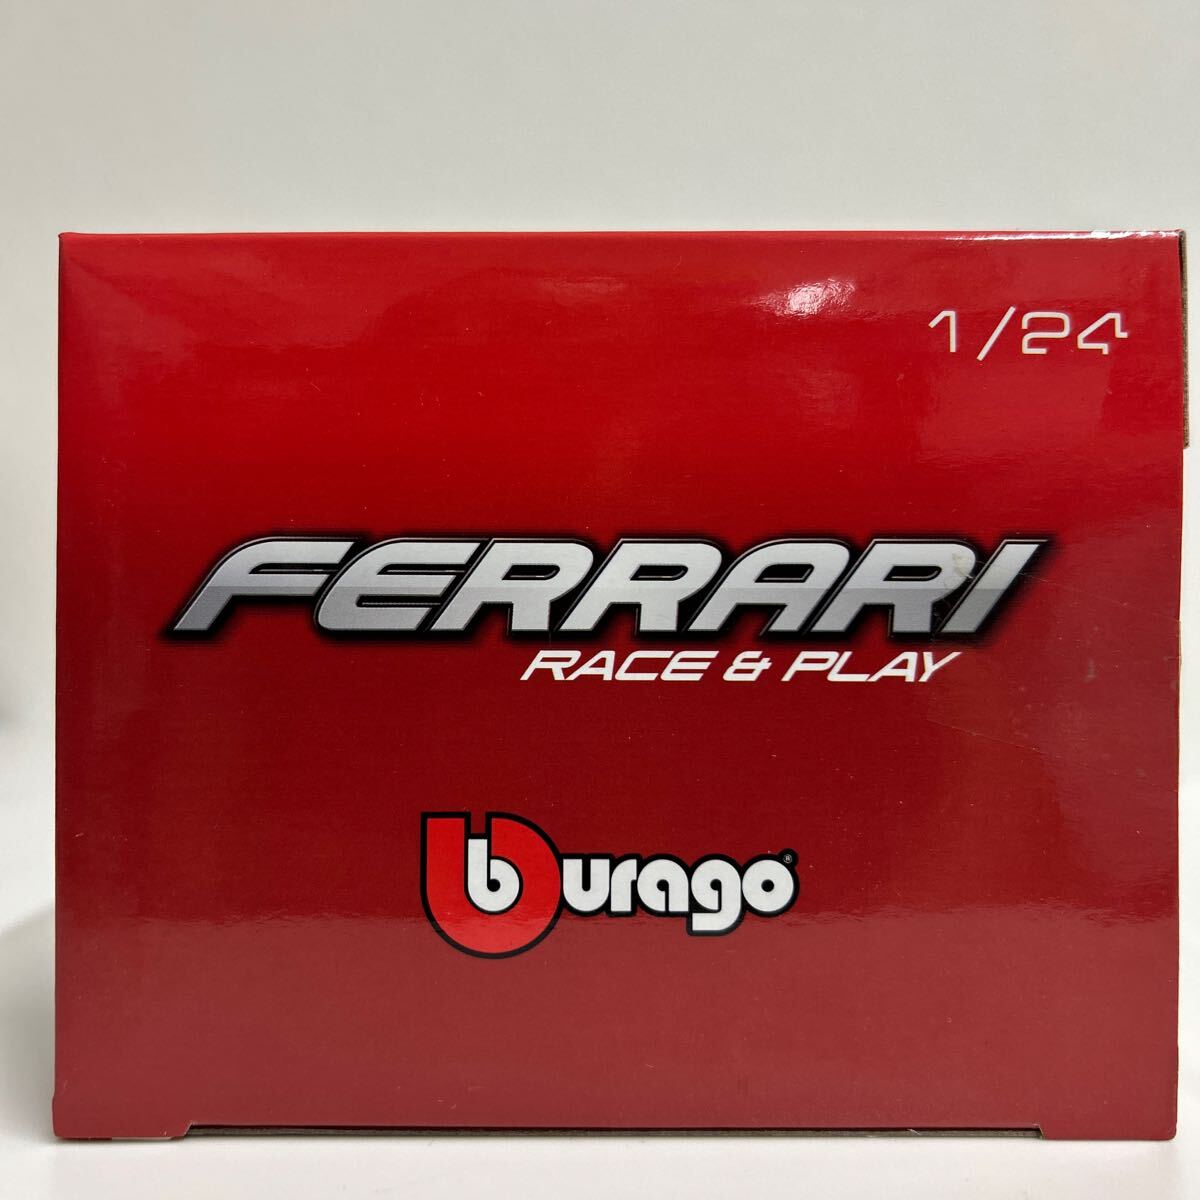 1/24
FERRARI
RACE & PLAY
burago®